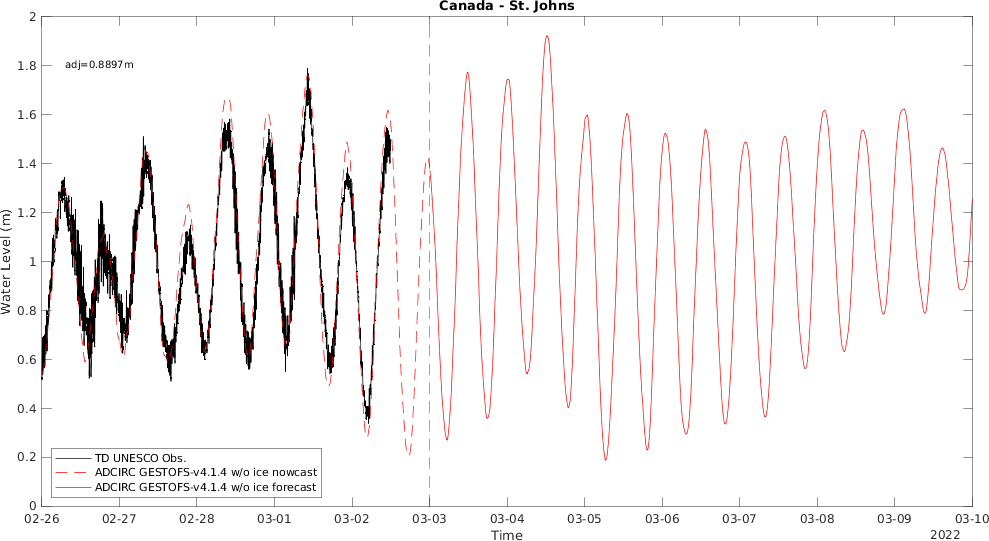 Canada - St. Johns
adj=0.8897m
2
1.8
1.6
1.4
1.2
1
0.8
0.6
0.4
0.2
0
Water Level (m)
TD UNESCO Obs.
ADCIRC GESTOFS-v4.1.4 w/o ice nowcast
ADCIRC GESTOFS-v4.1.4 w/o ice forecast
02-26 02-27 02-28 03-01 03-02 03-03 03-04 03-05 03-06 03-07 03-08 03-09 03-10
Time
2022